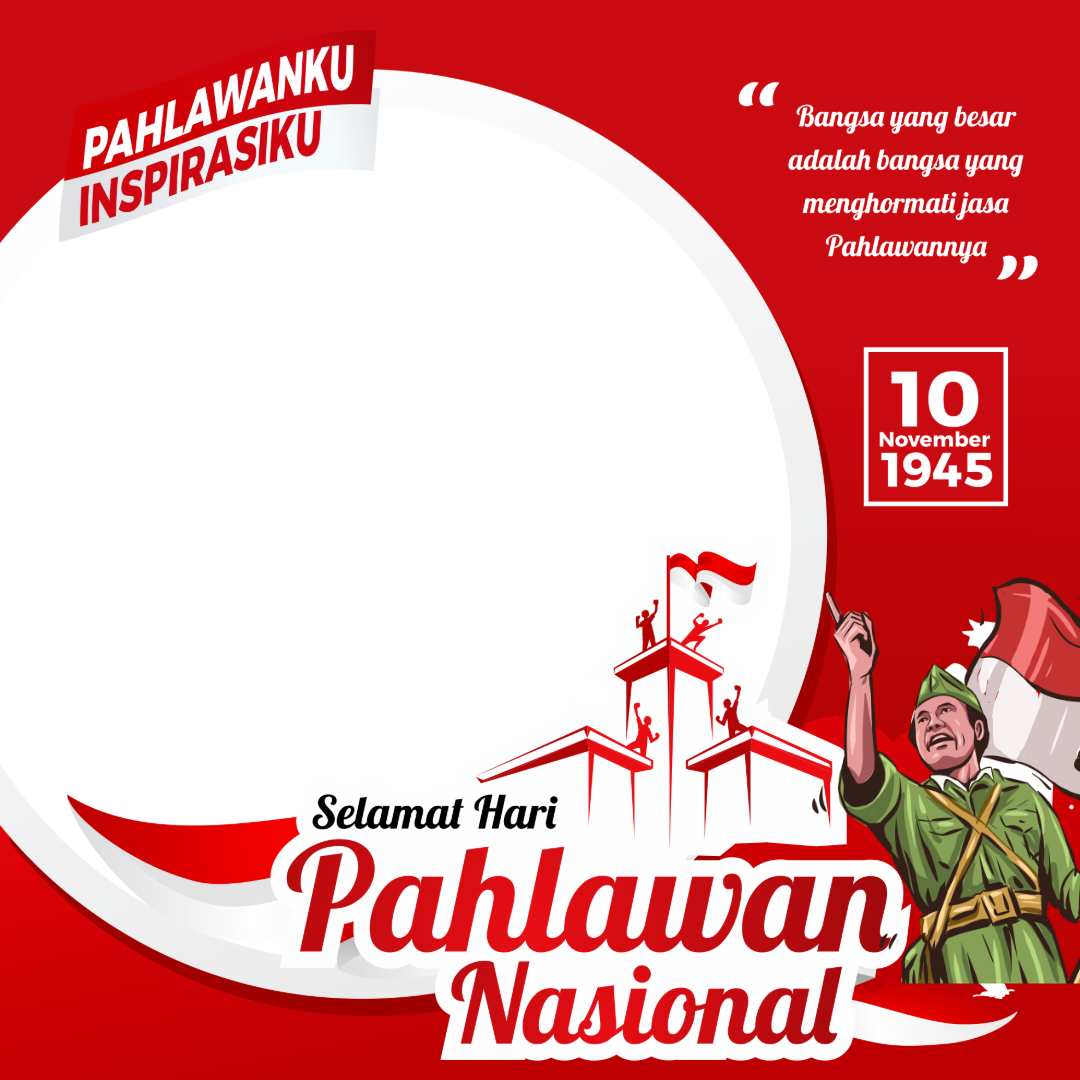 PAHLAWANKU
INSPIRASIKU
“
Bangsa yang besar
adalah bangsa yang
menghormati jasa
Pahlawannya
”
10
November
1945
Selamat Hari
Pahlawan
Nasional